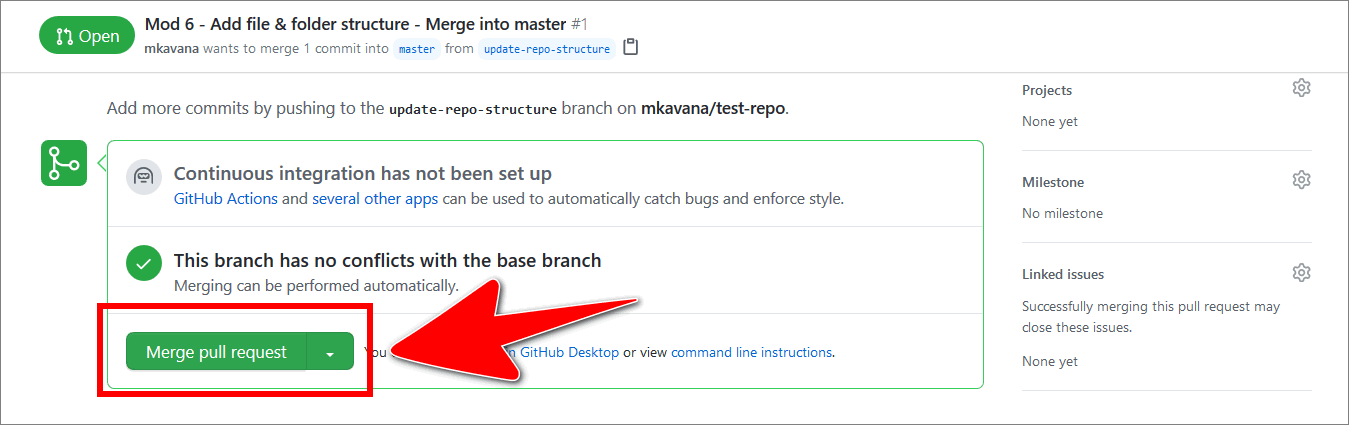 Open
Mod 6 - Add file & folder structure - Merge into master #1
mkavana wants to merge 1 commit into master from update-repo-structure
Add more commits by pushing to the update-repo-structure branch on mkavana/test-repo.
Continuous integration has not been set up
GitHub Actions and several other apps can be used to automatically catch bugs and enforce style.
This branch has no conflicts with the base branch
Merging can be performed automatically.
Merge pull request
GitHub Desktop or view command line instructions.
Projects
None yet
Milestone
No milestone
Linked issues
Successfully merging this pull request may
close these issues.
None yet